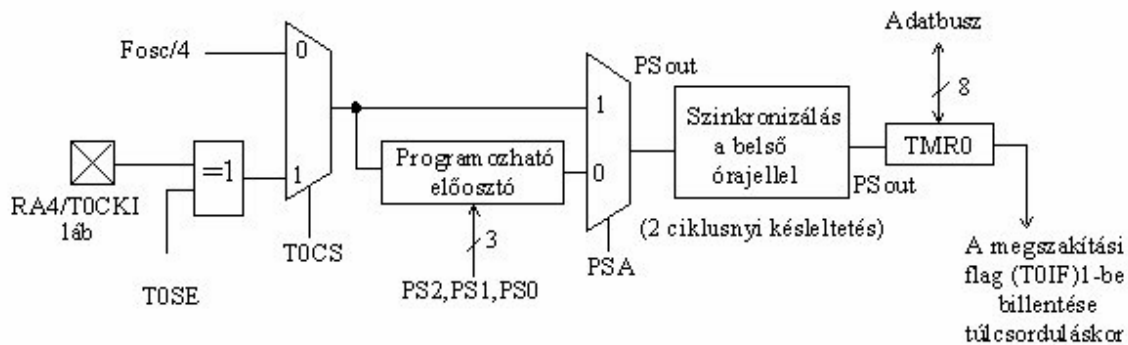 Adatbusz
Fosc/4
0
PSout
8
1
Szinkronizálás
a belső
órajellel
TMR0
=1
1
Programozható
előosztó
0
PSout
RA4/T0CKI
láb
3
(2 ciklusnyi késleltetés)
T0CS
PSA
A megszakítási
flag (T0IF)1-be
billentése
túlcsorduláskor
T0SE
PS2,PS1,PS0